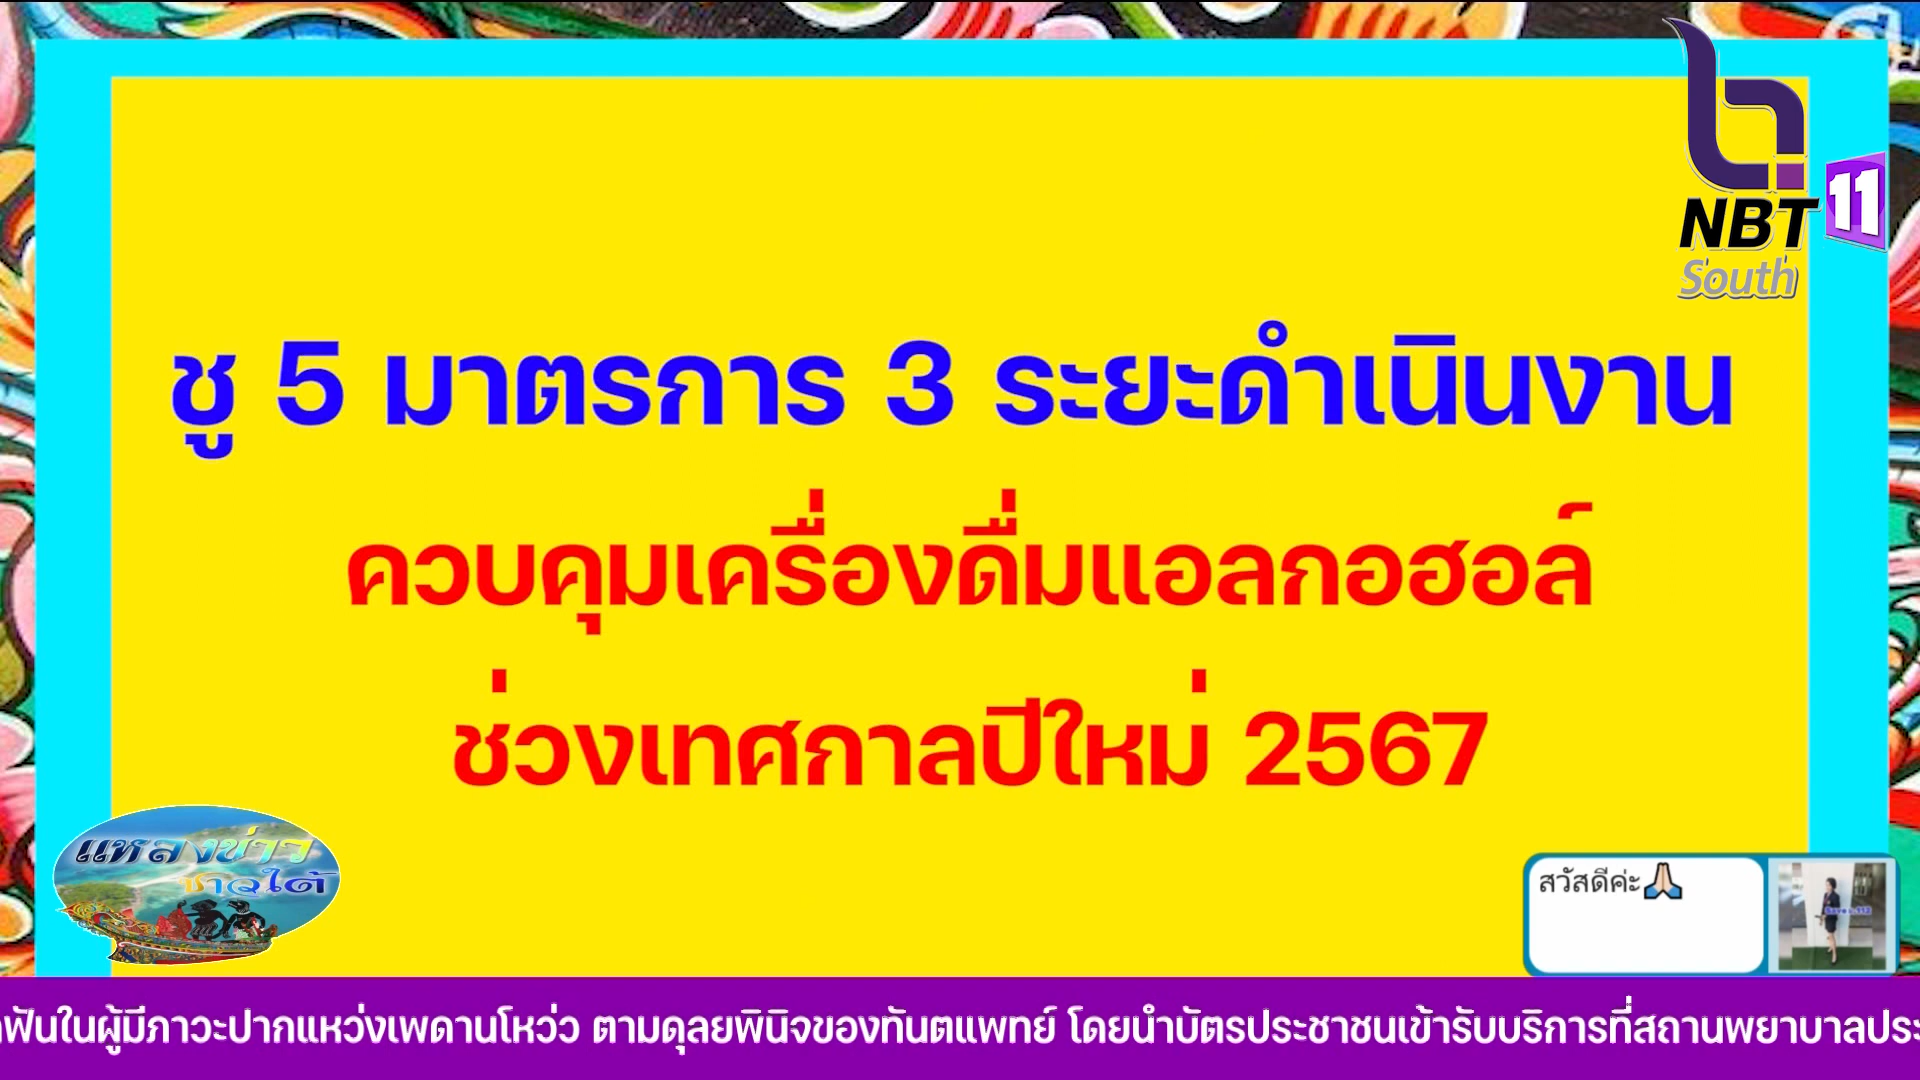 NBT
11
South
ชู 5 มาตรการ 3 ระยะดำเนินงาน
ควบคุมเครื่องดื่มแอลกอฮอล์
ช่วงเทศกาลปีใหม่ 2567
แหลงข่าว
ชาวใต้
สวัสดีค่ะ🙏🏻
ฟันในผู้มีภาวะปากแหว่งเพดานโหว่ว ตามดุลยพินิจของทันตแพทย์ โดยนำบัตรประชาชนเข้ารับบริการที่สถานพยาบาลประ